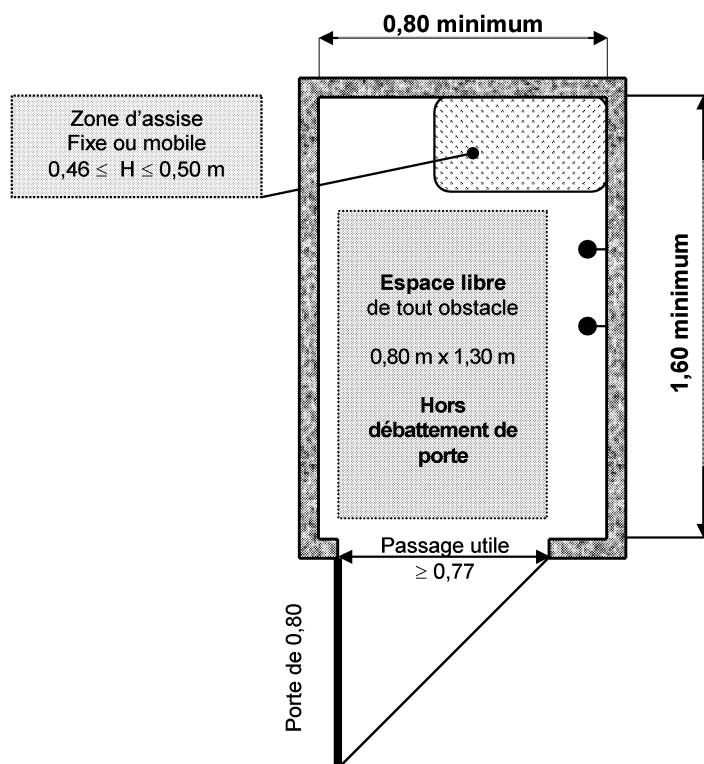 0,80 minimum
Zone d'assise
Fixe ou mobile
0,46 ≤ H ≤ 0,50 m
Espace libre
de tout obstacle
0,80 m x 1,30 m
Hors
débattement de
porte
1,60 minimum
Passage utile
≥ 0,77
Porte de 0,80